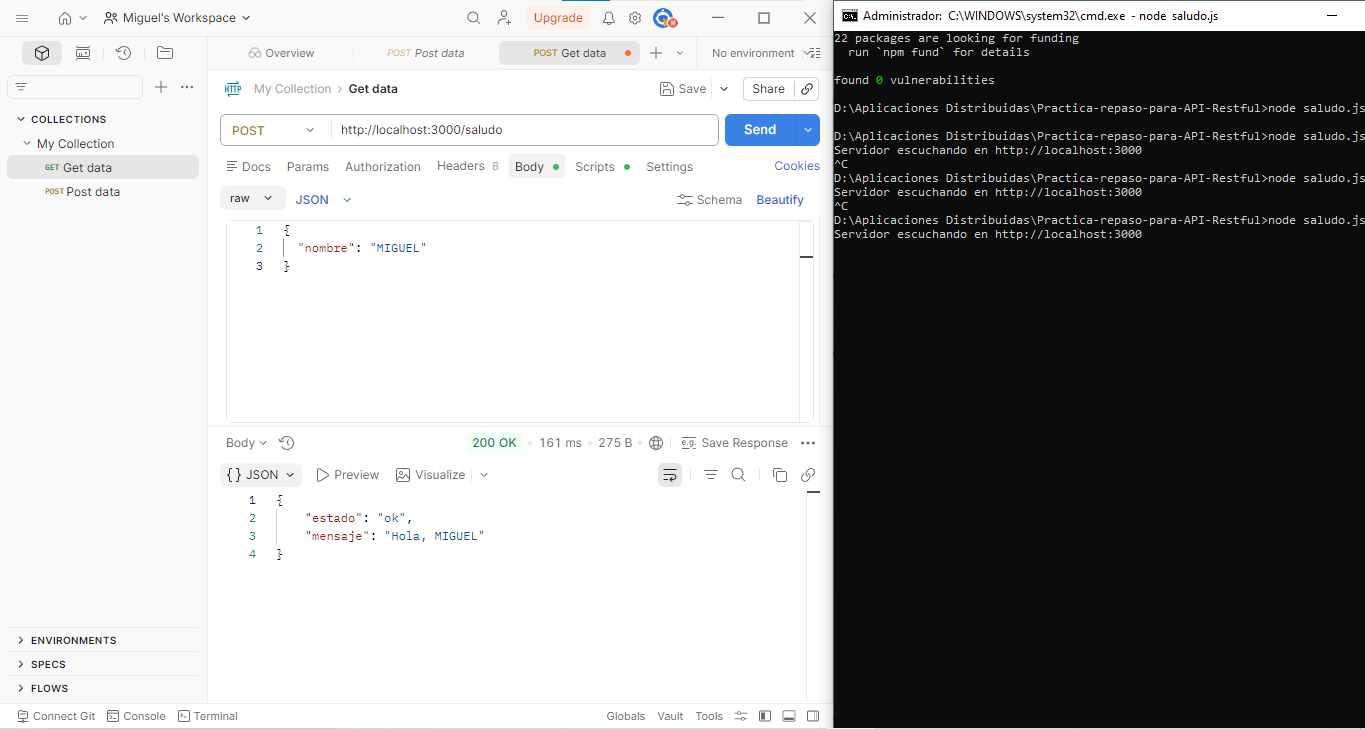 Miguel's Workspace
Upgrade
Overview
POST Post data
POST Get data
No environment
COLLECTIONS
My Collection
GET Get data
POST Post data
ENVIRONMENTS
SPECS
FLOWS
HTTP My Collection > Get data
Save
Share
POST http://localhost:3000/saludo
Send
Docs Params Authorization Headers 8 Body Scripts Settings Cookies
raw JSON Schema Beautify
1 {
2 "nombre": "MIGUEL"
3 }
Body 200 OK • 161 ms • 275 B • e.g. Save Response
{} JSON Preview Visualize
1 {
2 "estado": "ok",
3 "mensaje": "Hola, MIGUEL"
4 }
Connect Git Console Terminal Globals Vault Tools
C:\. Administrador: C:\WINDOWS\system32\cmd.exe - node saludo.js
22 packages are looking for funding
run `npm fund` for details
found 0 vulnerabilities
D:\Aplicaciones Distribuidas\Practica-repaso-para-API-Restful>node saludo.js
D:\Aplicaciones Distribuidas\Practica-repaso-para-API-Restful>node saludo.js
Servidor escuchando en http://localhost:3000
^C
D:\Aplicaciones Distribuidas\Practica-repaso-para-API-Restful>node saludo.js
Servidor escuchando en http://localhost:3000
^C
D:\Aplicaciones Distribuidas\Practica-repaso-para-API-Restful>node saludo.js
Servidor escuchando en http://localhost:3000